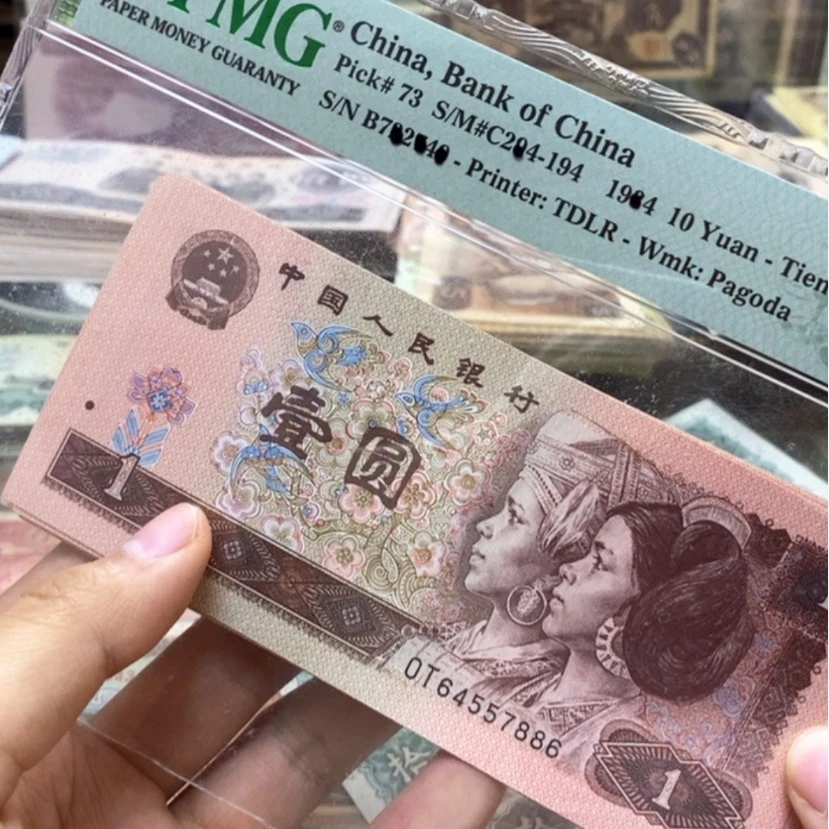 PMG®
PAPER MONEY GUARANTY
China, Bank of China
Pick# 73 S/M#C294-194 1984 10 Yuan - Tien
S/N - Printer: TDLR - Wmk: Pagoda
中国人民银行
壹圆
1
OT64557886
1
拾